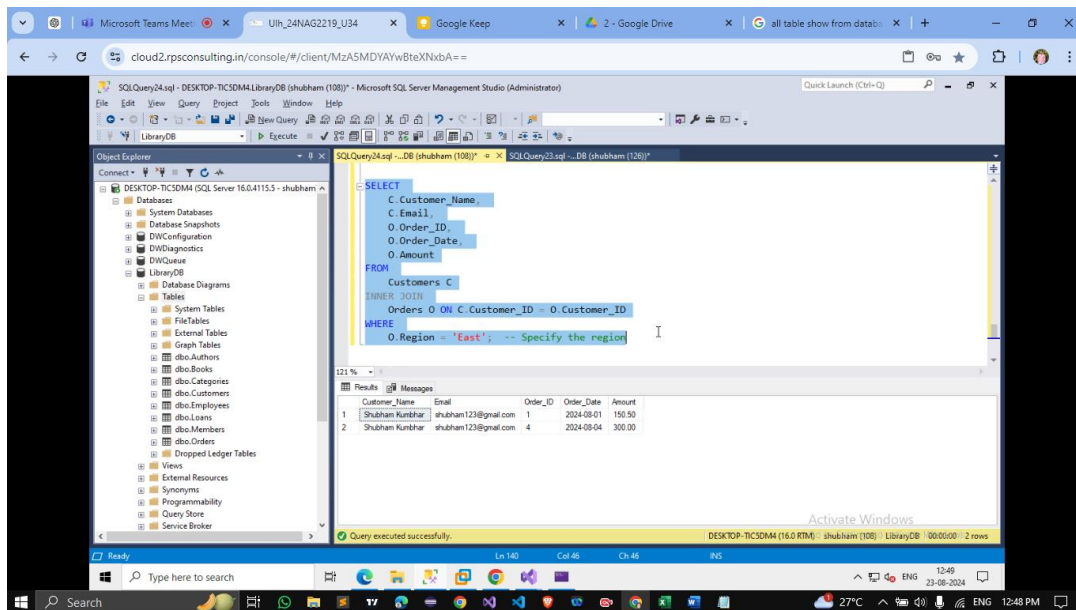 Microsoft Teams Meet
Ulh_24NAG2219_U34
Google Keep
2 - Google Drive
all table show from databa
cloud2.rpsconsulting.in/console/#/client/MzA5MDYAYwBteXNxbA==
SQLQuery24.sql - DESKTOP-TIC5DM4.LibraryDB (shubham (108))* - Microsoft SQL Server Management Studio (Administrator)
Quick Launch (Ctrl+Q)
File Edit View Query Project Tools Window Help
New Query
LibraryDB
Execute
Object Explorer
SQLQuery24.sql -...DB (shubham (108))*
SQLQuery23.sql -...DB (shubham (126))*
Connect
DESKTOP-TIC5DM4 (SQL Server 16.0.4115.5 - shubham
Databases
System Databases
Database Snapshots
DWConfiguration
DWDiagnostics
DWQueue
LibraryDB
Database Diagrams
Tables
System Tables
FileTables
External Tables
Graph Tables
dbo.Authors
dbo.Books
dbo.Categories
dbo.Customers
dbo.Employees
dbo.Loans
dbo.Members
dbo.Orders
Dropped Ledger Tables
Views
External Resources
Synonyms
Programmability
Query Store
Service Broker
SELECT
C.Customer_Name,
C.Email,
O.Order_ID,
O.Order_Date,
O.Amount
FROM
Customers C
INNER JOIN
Orders O ON C.Customer_ID = O.Customer_ID
WHERE
O.Region = 'East'; -- Specify the region
121 %
Results Messages
Customer_Name Email Order_ID Order_Date Amount
1 Shubham Kumbhar shubham123@gmail.com 1 2024-08-01 150.50
2 Shubham Kumbhar shubham123@gmail.com 4 2024-08-04 300.00
Activate Windows
Query executed successfully.
DESKTOP-TIC5DM4 (16.0 RTM) shubham (108) LibraryDB 00:00:00 2 rows
Ready
Ln 140 Col 46 Ch 46 INS
Type here to search
ENG
12:49
23-08-2024
Search
27°C
ENG
12:48 PM